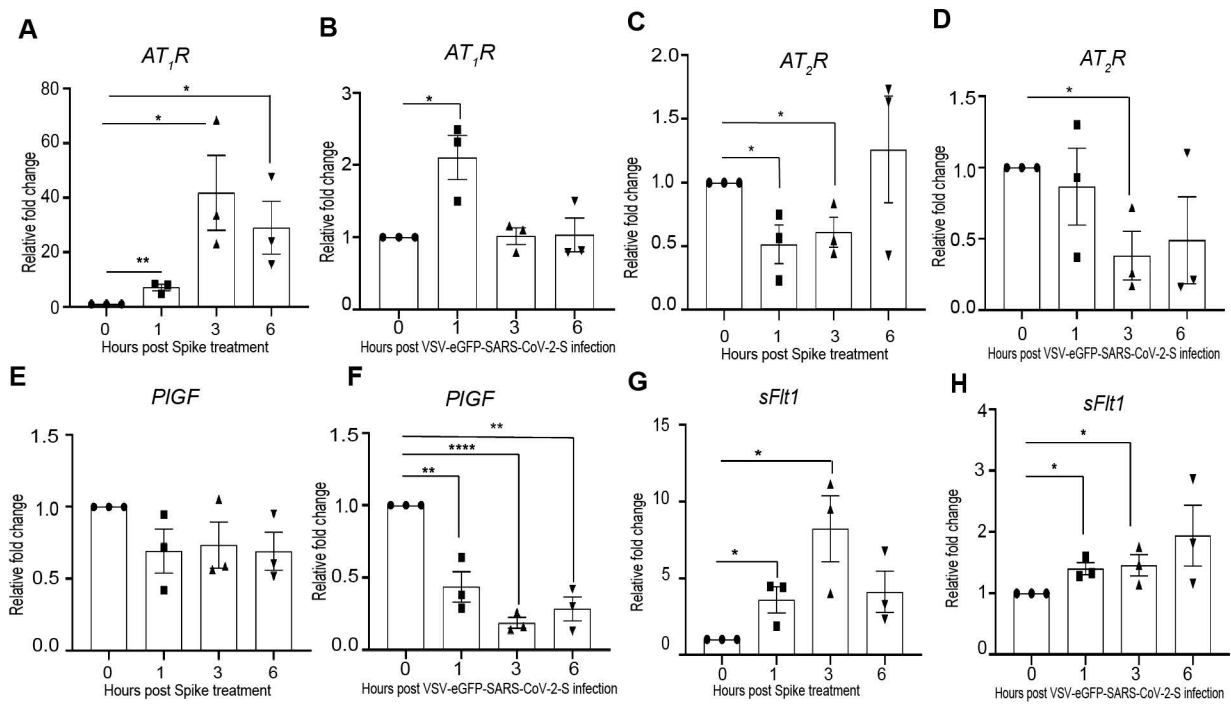 A
AT1R
Relative fold change
80
60
40
20
0
*
*
**
0 1 3 6
Hours post Spike treatment
B
AT1R
Relative fold change
3
2
1
0
*
0 1 3 6
Hours post VSV-eGFP-SARS-CoV-2-S infection
C
AT2R
Relative fold change
2.0
1.5
1.0
0.5
0.0
*
*
0 1 3 6
Hours post Spike treatment
D
AT2R
Relative fold change
1.5
1.0
0.5
0.0
*
0 1 3 6
Hours post VSV-eGFP-SARS-CoV-2-S infection
E
PlGF
Relative fold change
1.5
1.0
0.5
0.0
0 1 3 6
Hours post Spike treatment
F
PlGF
Relative fold change
1.5
1.0
0.5
0.0
**
****
**
0 1 3 6
Hours post VSV-eGFP-SARS-CoV-2-S infection
G
sFlt1
Relative fold change
15
10
5
0
*
*
0 1 3 6
Hours post Spike treatment
H
sFlt1
Relative fold change
4
3
2
1
0
*
*
0 1 3 6
Hours post VSV-eGFP-SARS-CoV-2-S infection